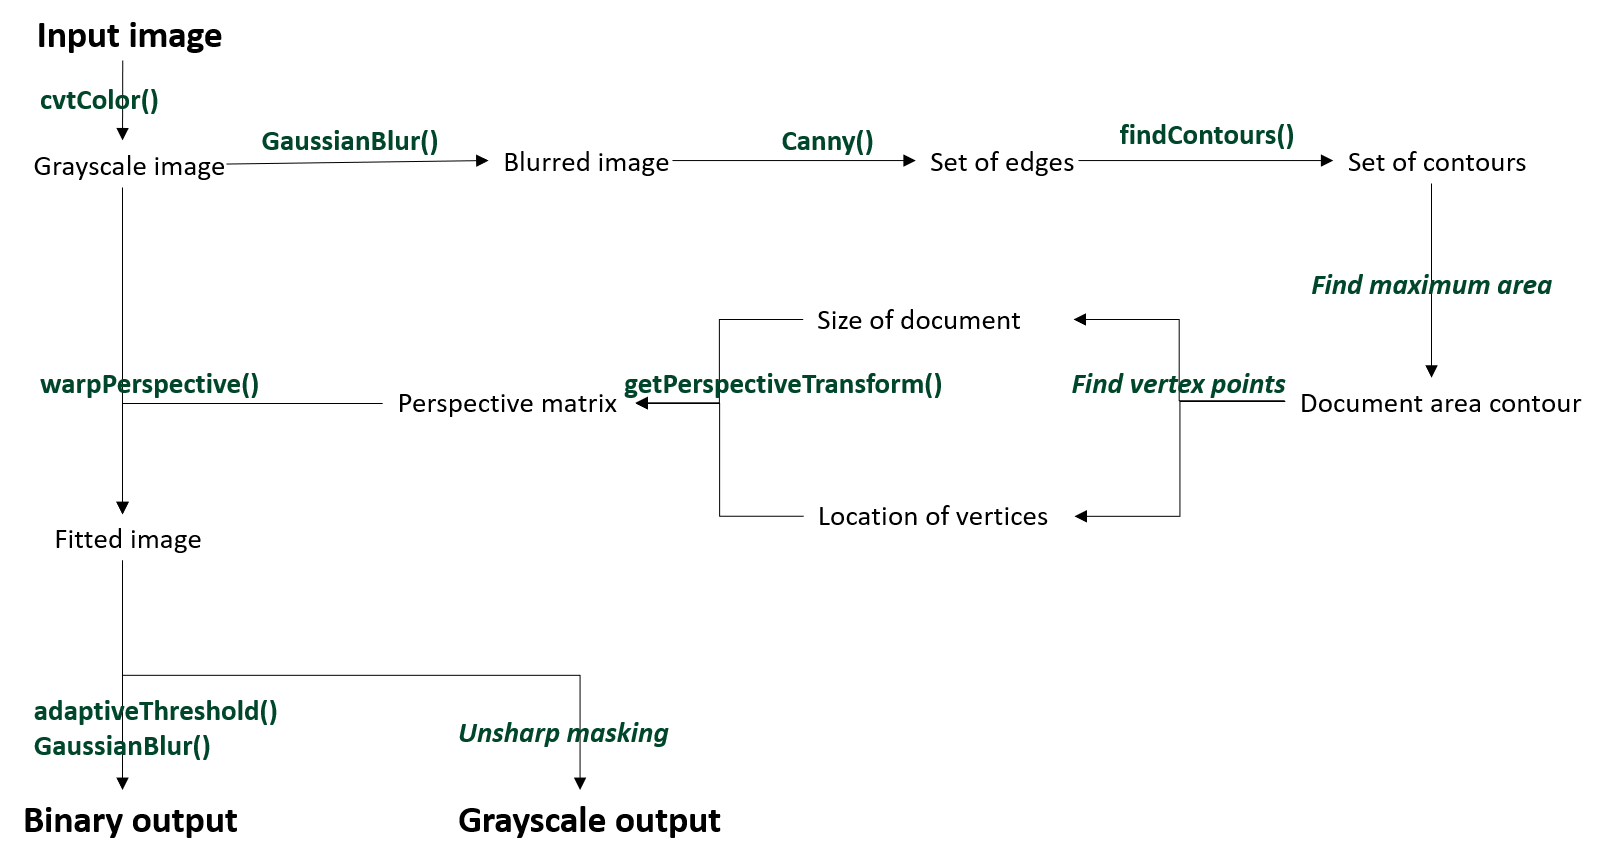 Input image
cvtColor()
Grayscale image
GaussianBlur()
Blurred image
Canny()
Set of edges
findContours()
Set of contours
Find maximum area
Document area contour
Find vertex points
Size of document
Location of vertices
getPerspectiveTransform()
Perspective matrix
warpPerspective()
Fitted image
adaptiveThreshold()
GaussianBlur()
Unsharp masking
Binary output
Grayscale output